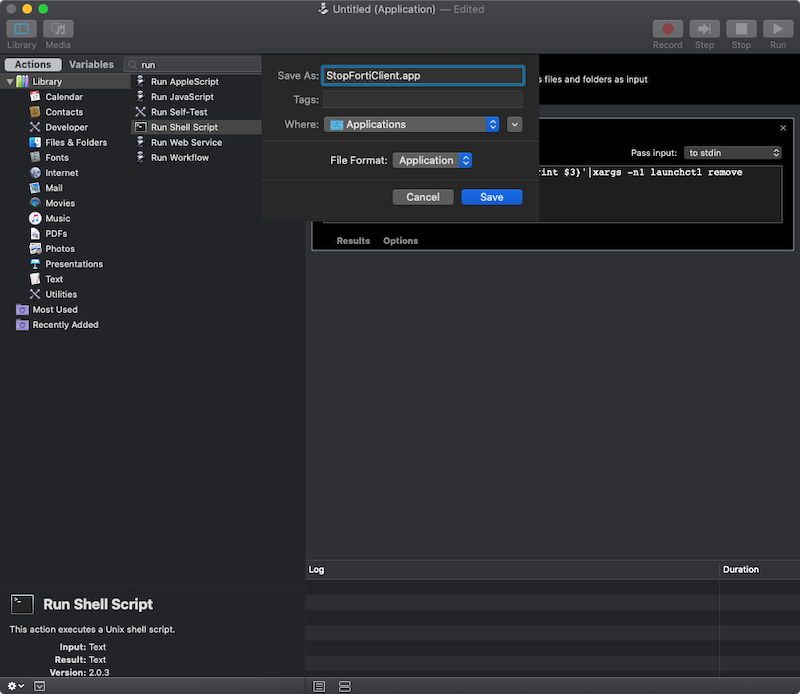 Untitled (Application) — Edited
Library
Media
Record
Step
Stop
Run
Actions
Variables
run
Library
Calendar
Contacts
Developer
Files & Folders
Fonts
Internet
Mail
Movies
Music
PDFs
Photos
Presentations
Text
Utilities
Most Used
Recently Added
Run AppleScript
Run JavaScript
Run Self-Test
Run Shell Script
Run Web Service
Run Workflow
Save As: StopFortiClient.app
Tags:
Where: Applications
File Format: Application
Cancel
Save
s files and folders as input
Pass input: to stdin
int $3}'|xargs -n1 launchctl remove
Results
Options
Log
Duration
Run Shell Script
This action executes a Unix shell script.
Input: Text
Result: Text
Version: 2.0.3